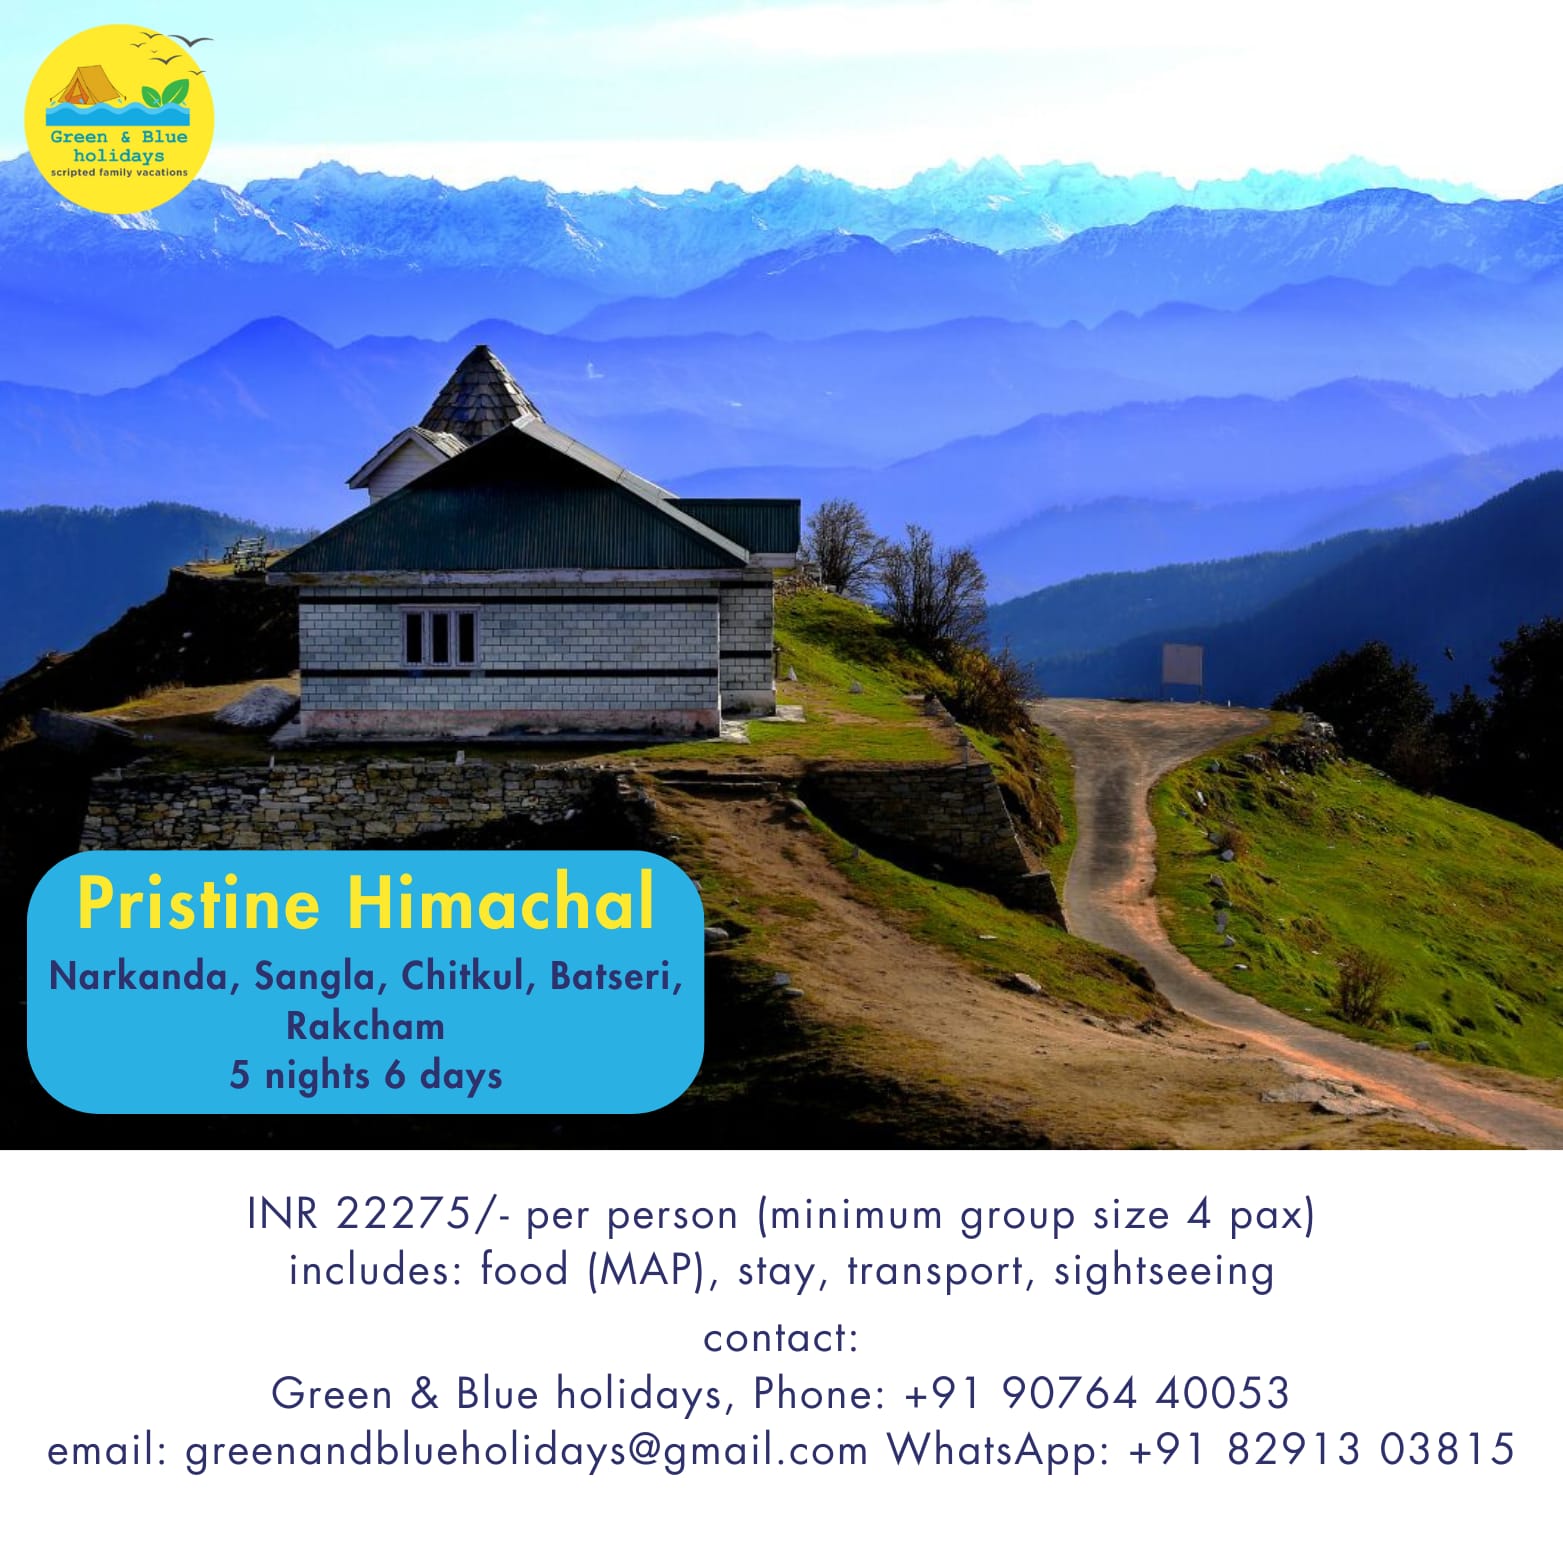 Green & Blue
holidays
scripted family vacations
Pristine Himachal
Narkanda, Sangla, Chitkul, Batseri,
Rakcham
5 nights 6 days
INR 22275/- per person (minimum group size 4 pax)
includes: food (MAP), stay, transport, sightseeing
contact:
Green & Blue holidays, Phone: +91 90764 40053
email: greenandblueholidays@gmail.com WhatsApp: +91 82913 03815